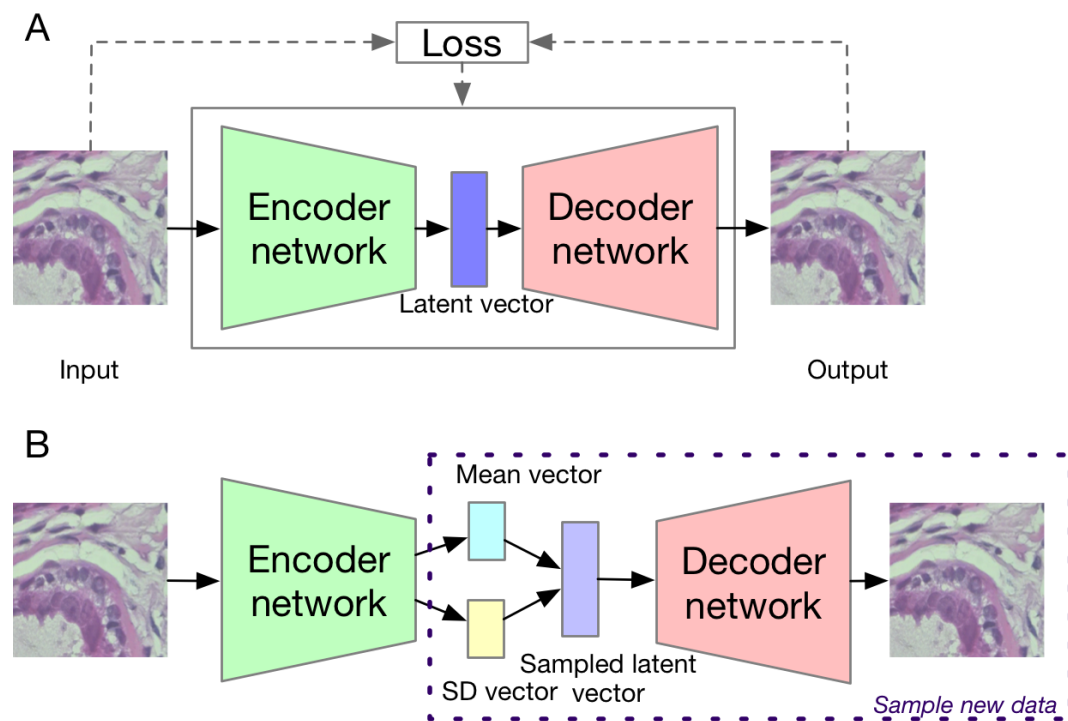 A
Loss
Encoder
network
Decoder
network
Latent vector
Input
Output
B
Mean vector
Encoder
network
Decoder
network
Sampled latent
vector
SD vector
Sample new data